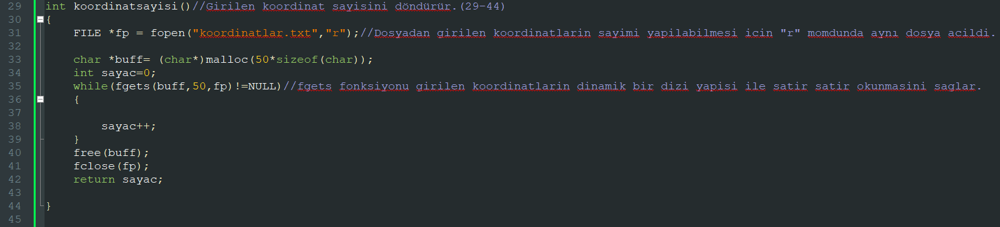 29 int koordinatsayisi()//Girilen koordinat sayisini döndürür.(29-44)
30 {
31 FILE *fp = fopen("koordinatlar.txt","r");//Dosyadan girilen koordinatlarin sayimi yapilabilmesi icin "r" momdunda aynı dosya acildi.
32
33 char *buff= (char*)malloc(50*sizeof(char));
34 int sayac=0;
35 while(fgets(buff,50,fp)!=NULL)//fgets fonksiyonu girilen koordinatlarin dinamik bir dizi yapisi ile satir satir okunmasini saglar.
36 {
37
38 sayac++;
39 }
40 free(buff);
41 fclose(fp);
42 return sayac;
43
44 }
45